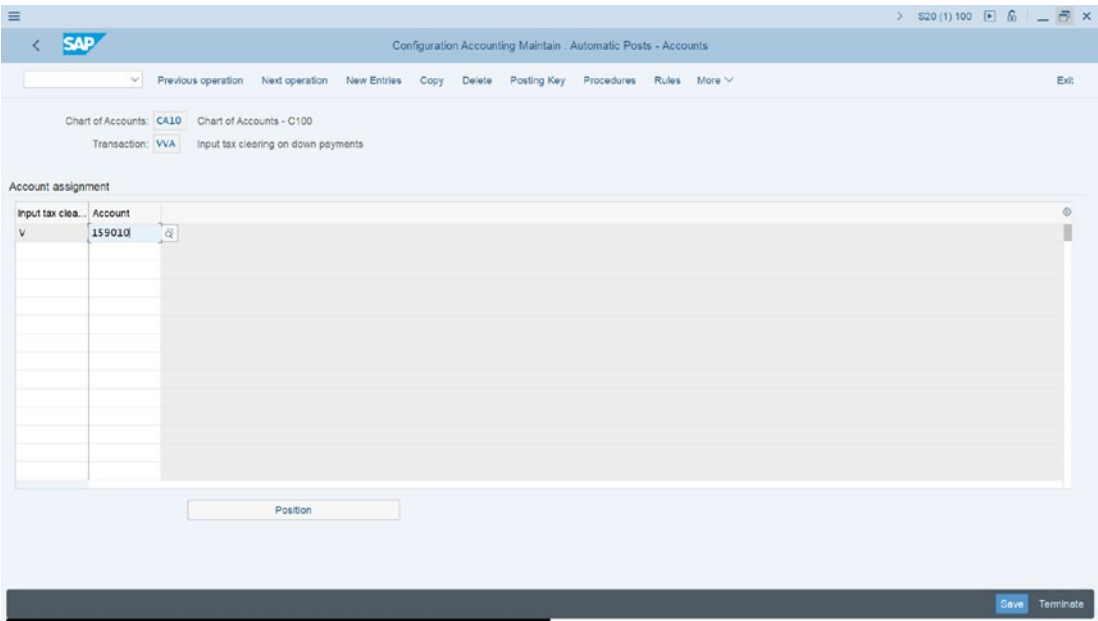 S20 (1) 100
SAP
Configuration Accounting Maintain : Automatic Posts - Accounts
Previous operation Next operation New Entries Copy Delete Posting Key Procedures Rules More Exit
Chart of Accounts: CA10 Chart of Accounts - C100
Transaction: VVA Input tax clearing on down payments
Account assignment
Input tax clea... Account
V 159010
Position
Save Terminate